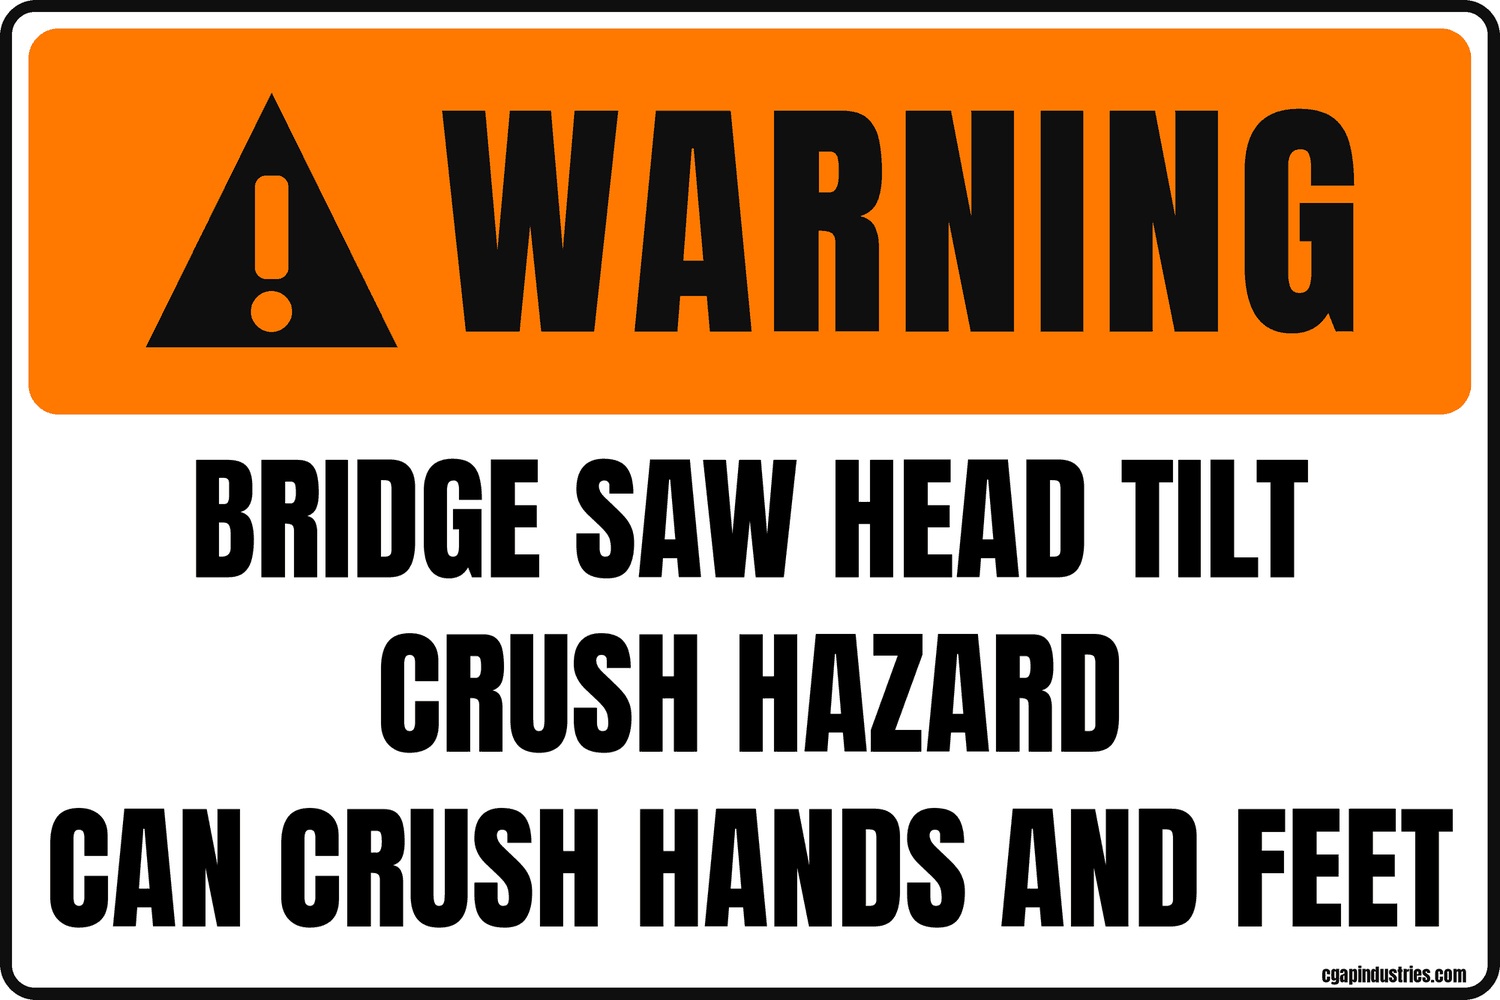 WARNING
BRIDGE SAW HEAD TILT
CRUSH HAZARD
CAN CRUSH HANDS AND FEET
cgapindustries.com